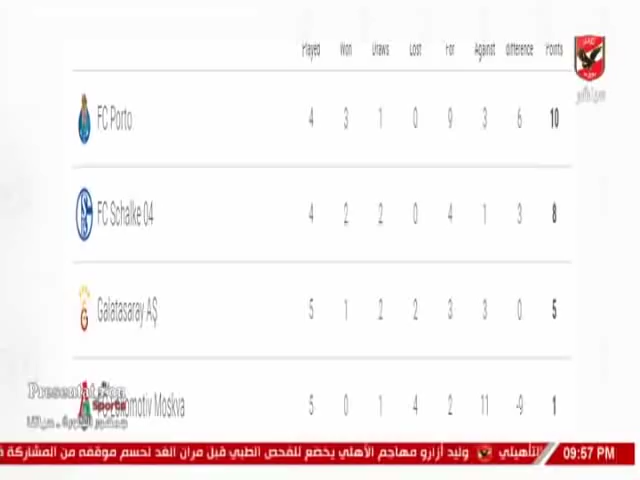 Played Won Draws Lost For Against difference Points
FC Porto 4 3 1 0 9 3 6 10
FC Schalke 04 4 2 2 0 4 1 3 8
Galatasaray AŞ 5 1 2 2 3 3 0 5
Moskva 5 0 1 4 2 11 -9 1
Presentation
Sports
التأهيلي وليد أزارو مهاجم الأهلي يخضع للفحص الطبي قبل مران الغد لحسم موقفه من المشاركة
09:57 PM